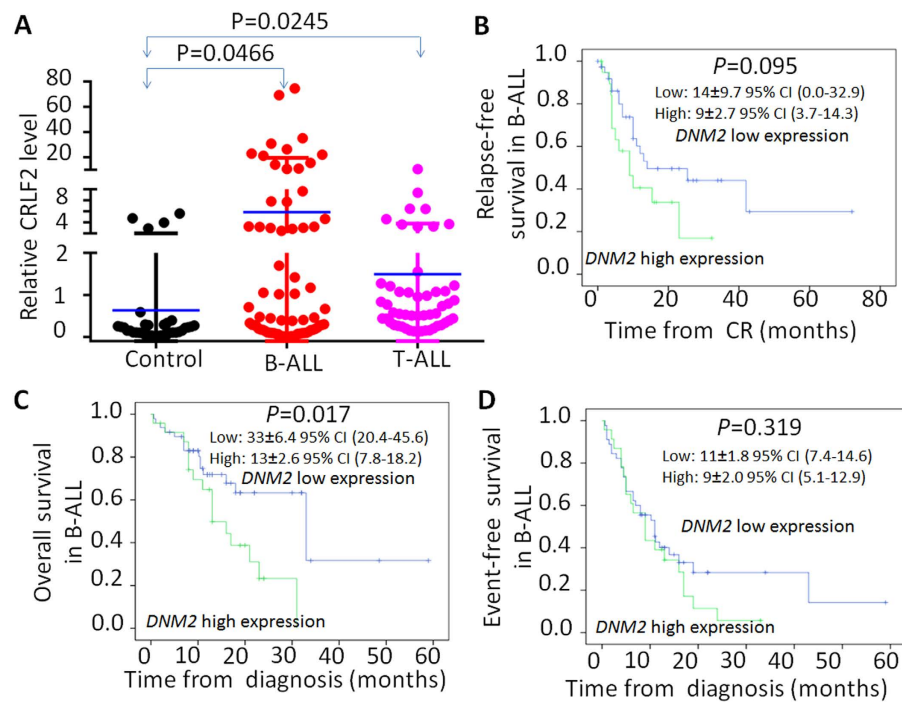 A
P=0.0245
P=0.0466
Relative CRLF2 level
80
60
40
20
8
4
2
1
0
Control
B-ALL
T-ALL
B
P=0.095
Low: 14±9.7 95% CI (0.0-32.9)
High: 9±2.7 95% CI (3.7-14.3)
DNM2 low expression
DNM2 high expression
Relapse-free
survival in B-ALL
1.0
0.8
0.6
0.4
0.2
0.0
0 20 40 60 80
Time from CR (months)
C
P=0.017
Low: 33±6.4 95% CI (20.4-45.6)
High: 13±2.6 95% CI (7.8-18.2)
DNM2 low expression
DNM2 high expression
Overall survival
in B-ALL
1.0
0.8
0.6
0.4
0.2
0 10 20 30 40 50 60
Time from diagnosis (months)
D
P=0.319
Low: 11±1.8 95% CI (7.4-14.6)
High: 9±2.0 95% CI (5.1-12.9)
DNM2 low expression
DNM2 high expression
Event-free survival
in B-ALL
1.0
0.8
0.6
0.4
0.2
0.0
0 10 20 30 40 50 60
Time from diagnosis (months)